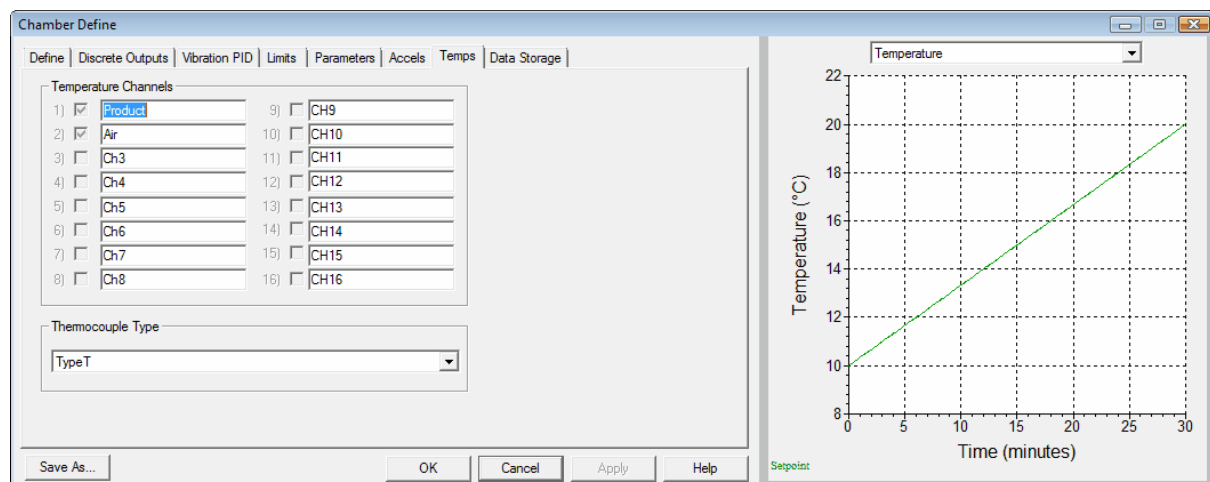 Chamber Define
Define Discrete Outputs Vibration PID Limits Parameters Accels Temps Data Storage
Temperature Channels
1) Product 9) CH9
2) Air 10) CH10
3) Ch3 11) CH11
4) Ch4 12) CH12
5) Ch5 13) CH13
6) Ch6 14) CH14
7) Ch7 15) CH15
8) Ch8 16) CH16
Thermocouple Type
TypeT
Save As... OK Cancel Apply Help
Temperature
22
20
18
16
14
12
10
8
Temperature (°C)
0 5 10 15 20 25 30
Time (minutes)
Setpoint